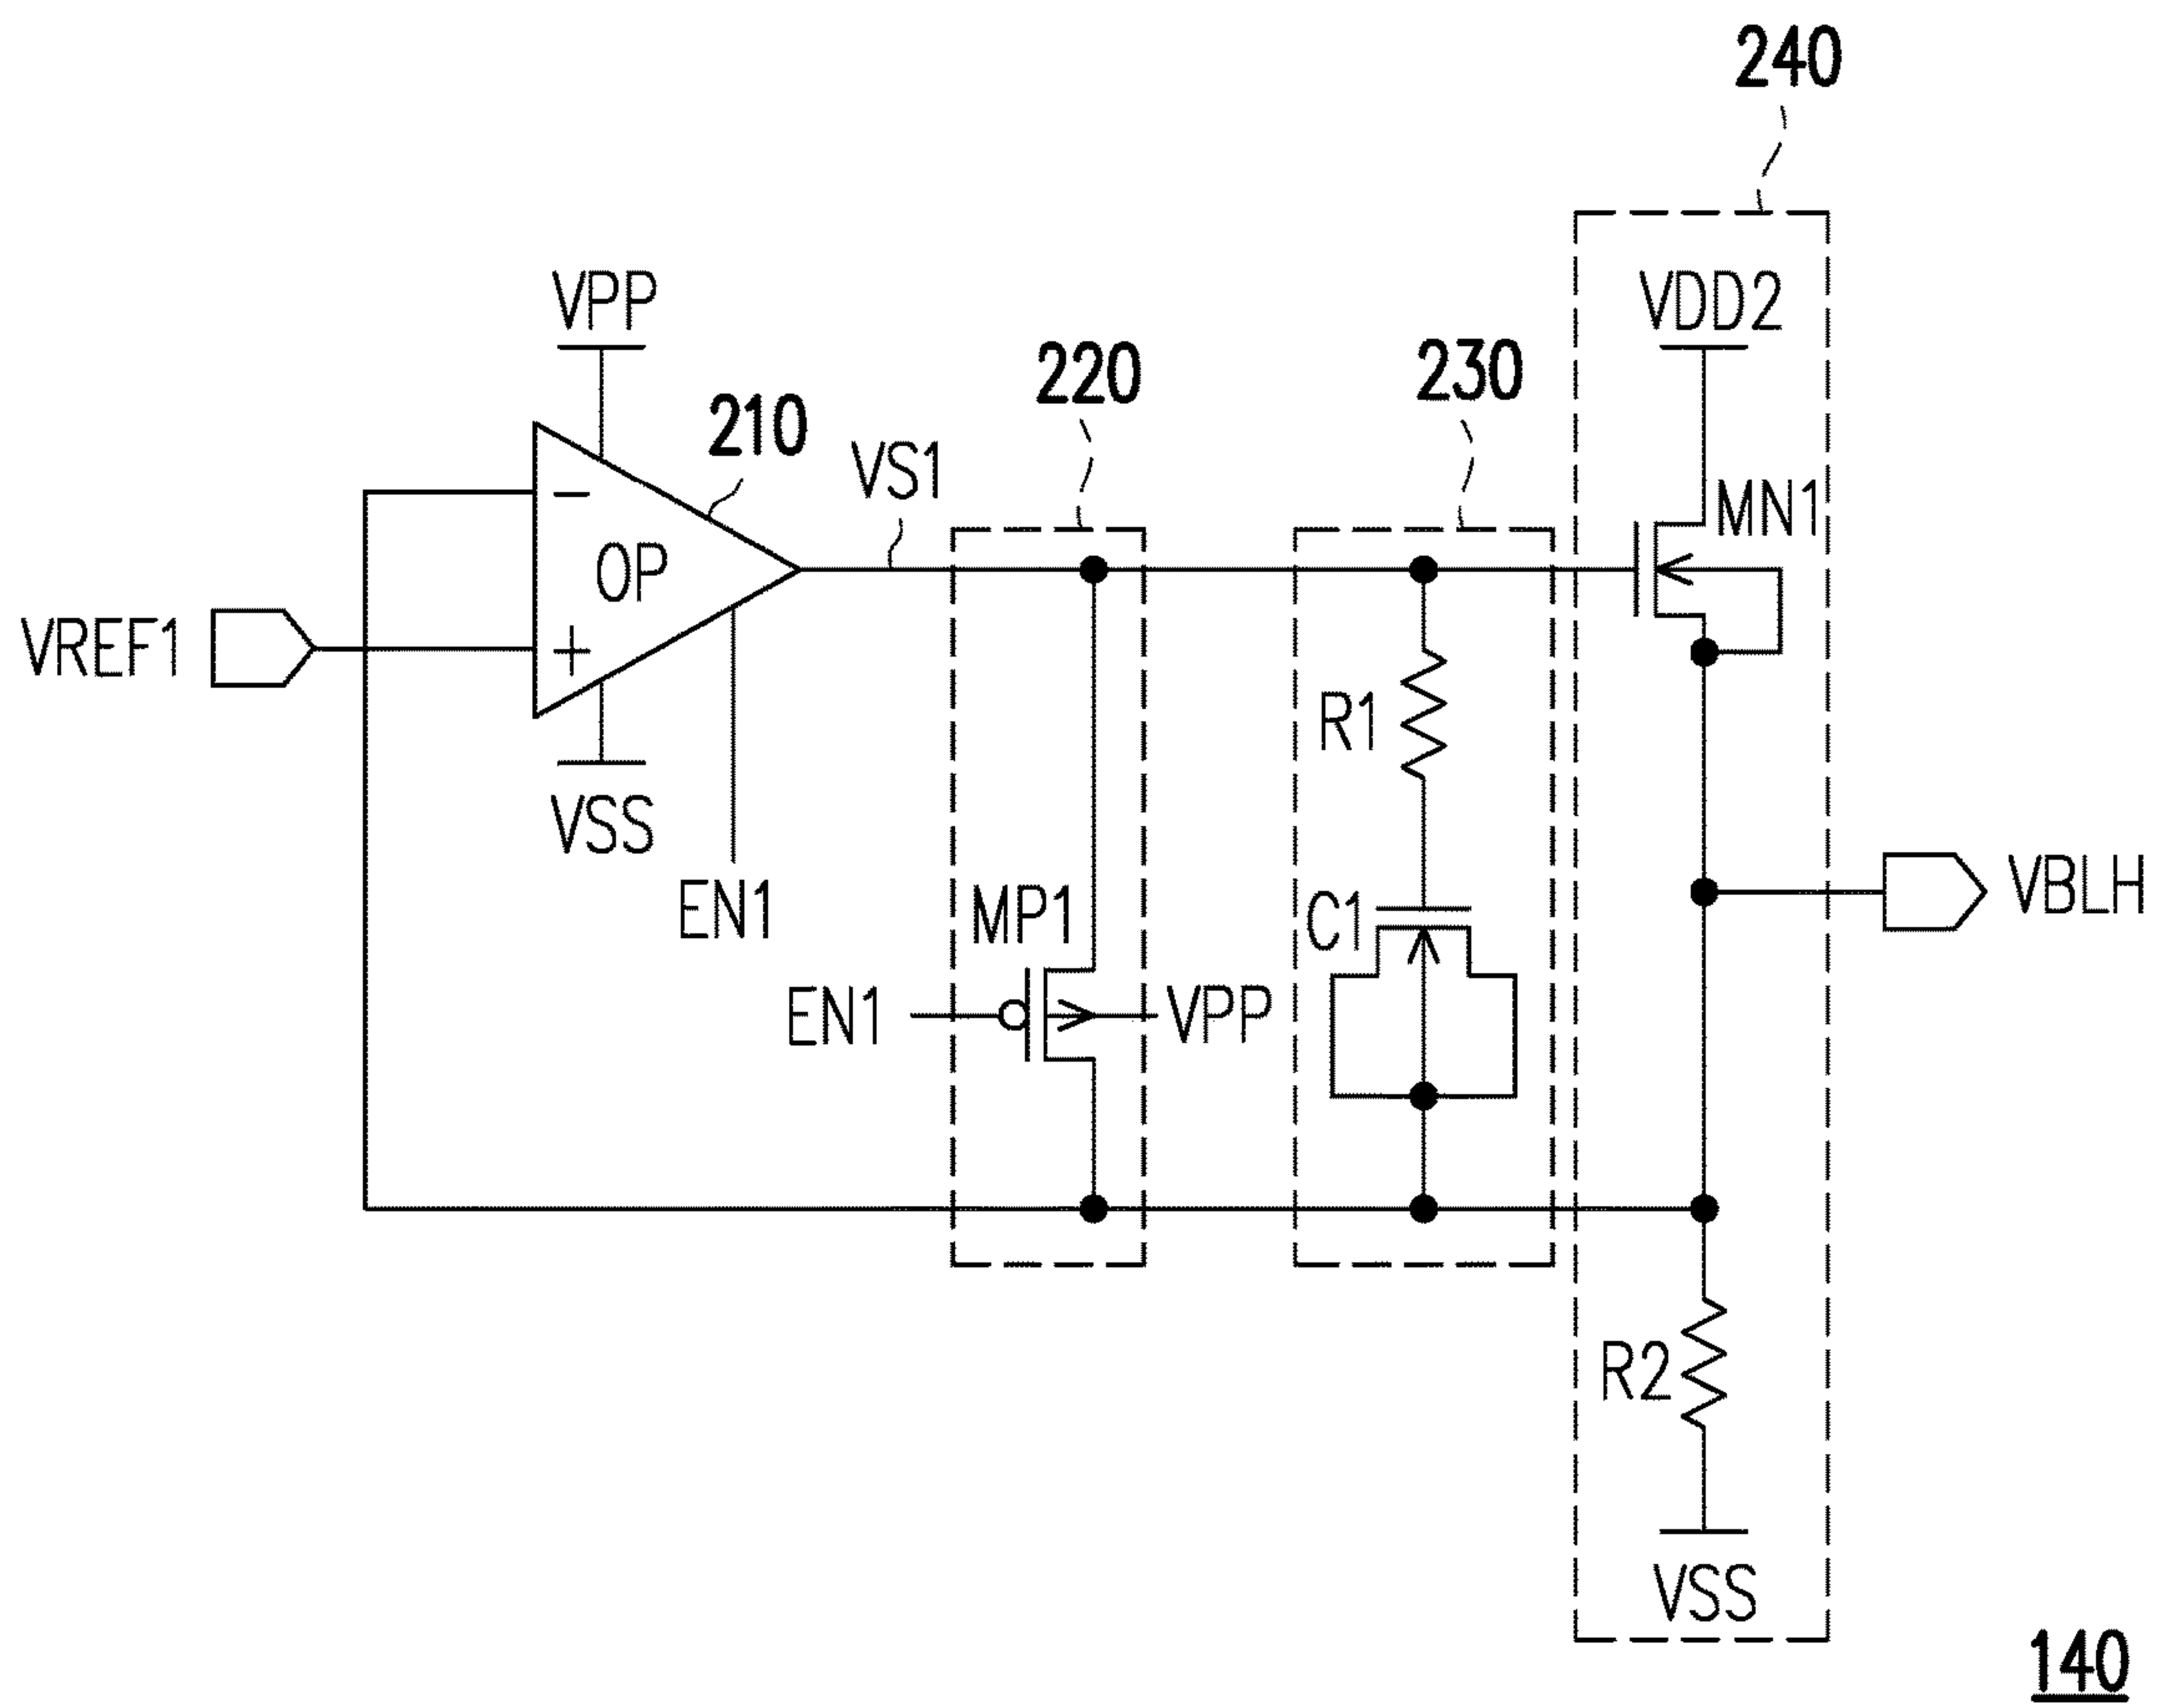 240
VPP
VDD2
220
230
210
VS1
MN1
−
OP
VREF1
+
R1
VSS
EN1
MP1
C1
VBLH
EN1
VPP
R2
VSS
140